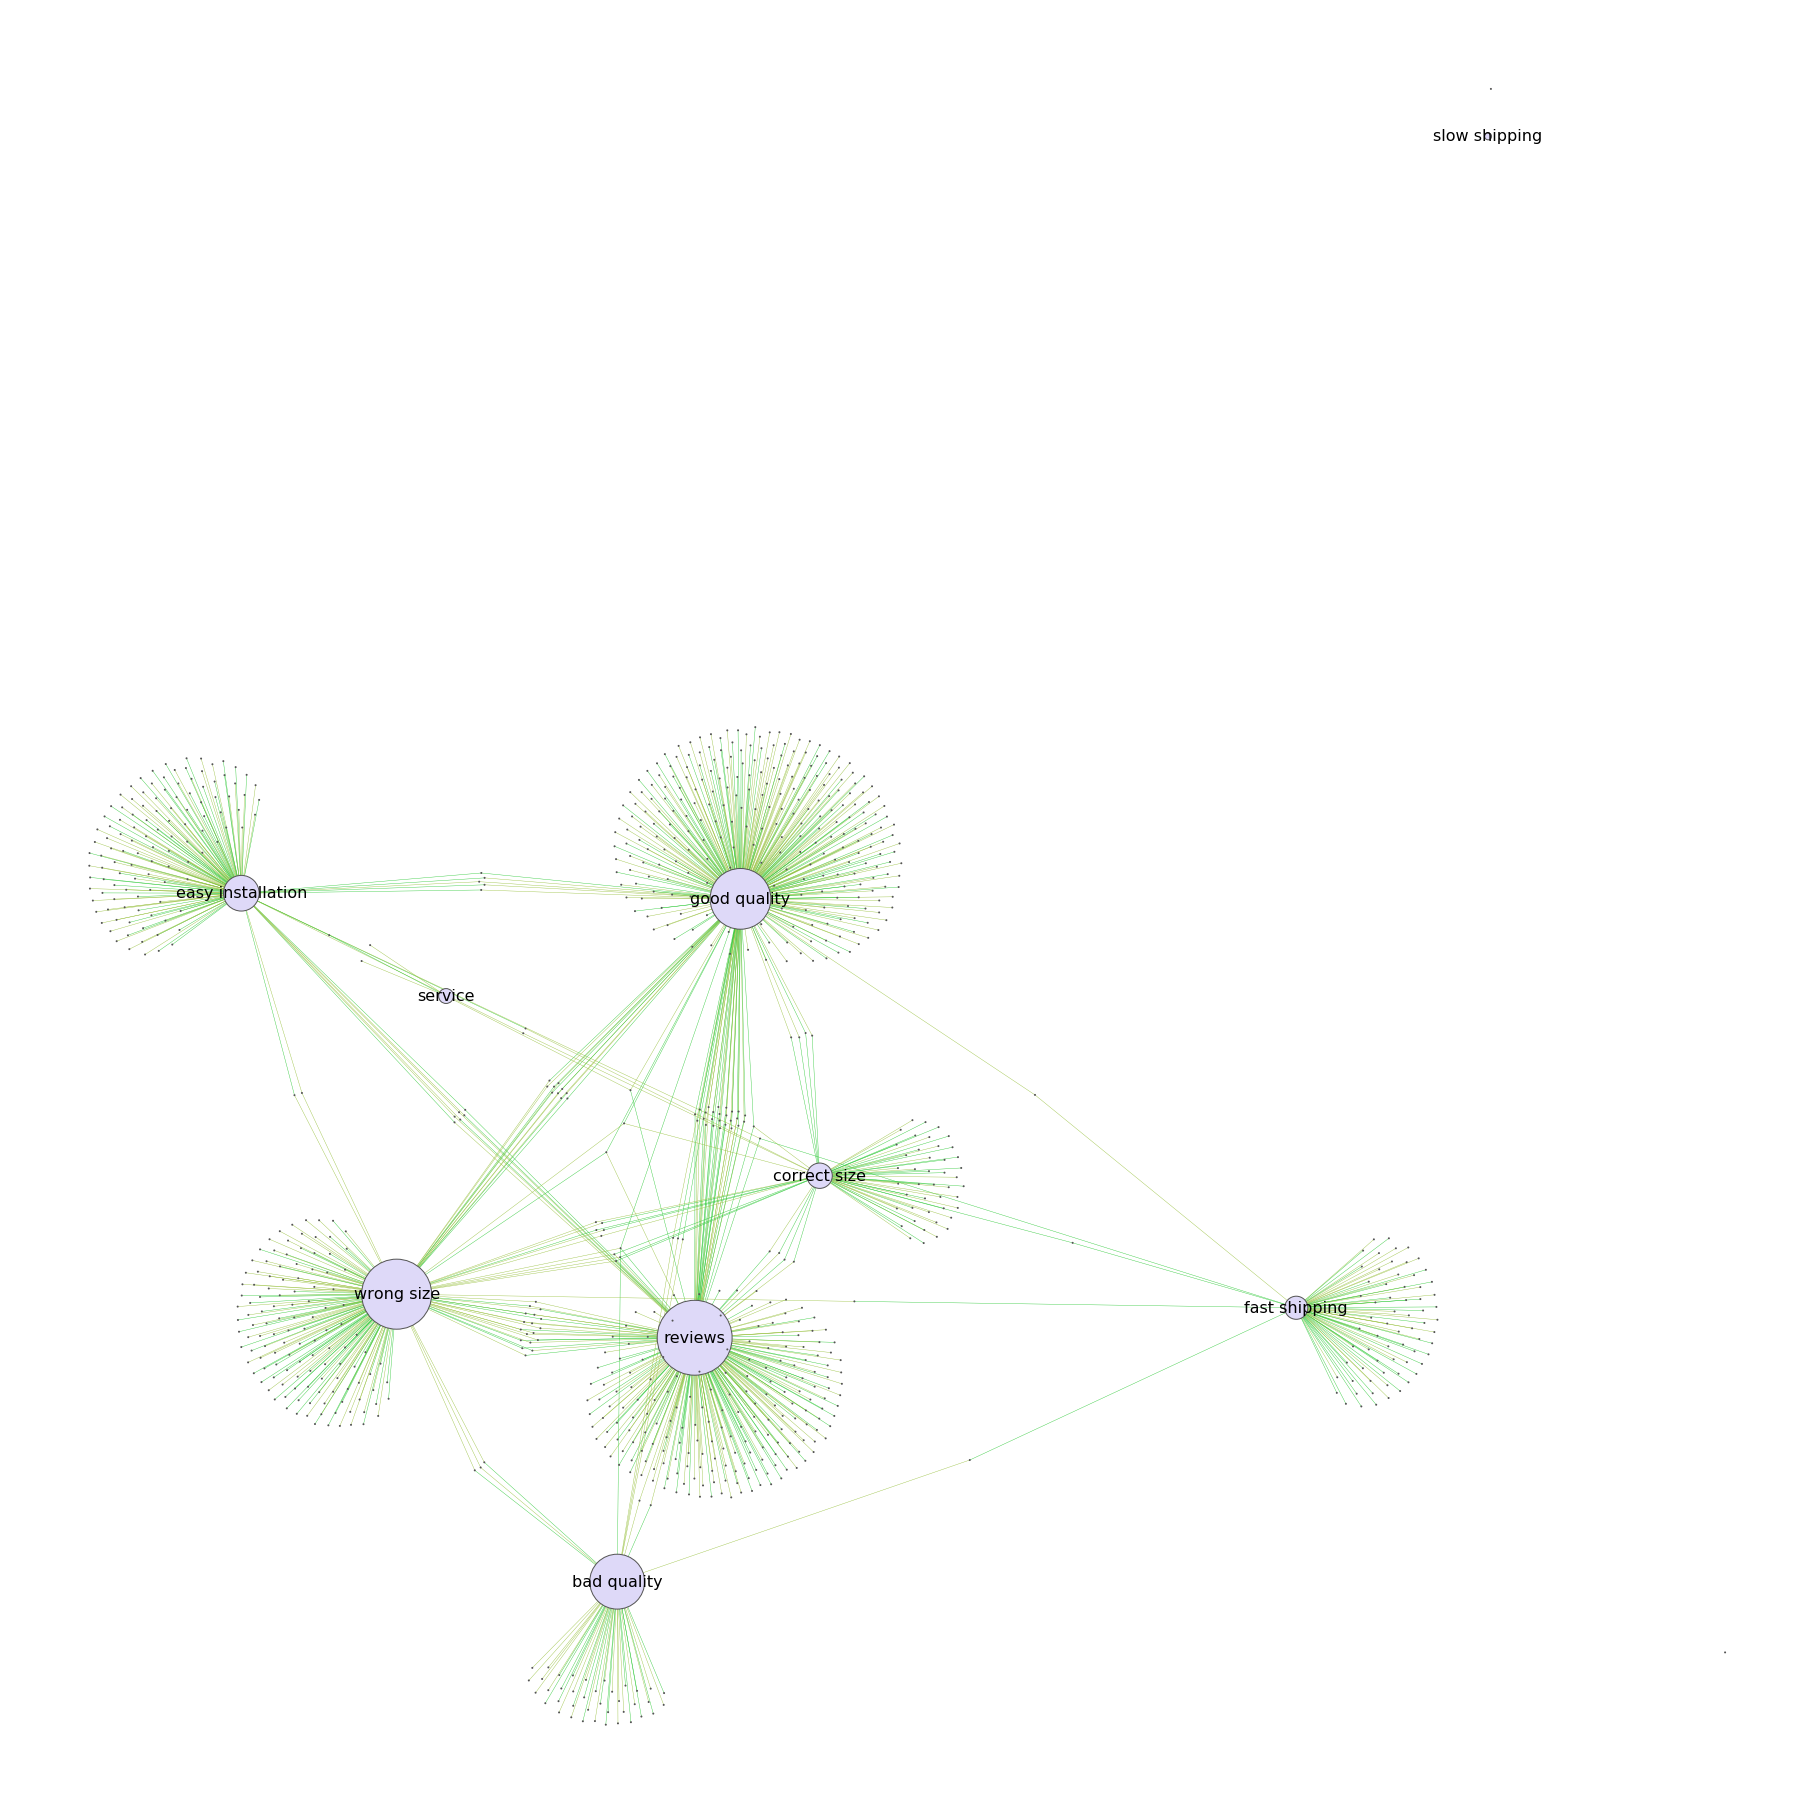 slow shipping
easy installation
good quality
service
correct size
wrong size
fast shipping
reviews
bad quality